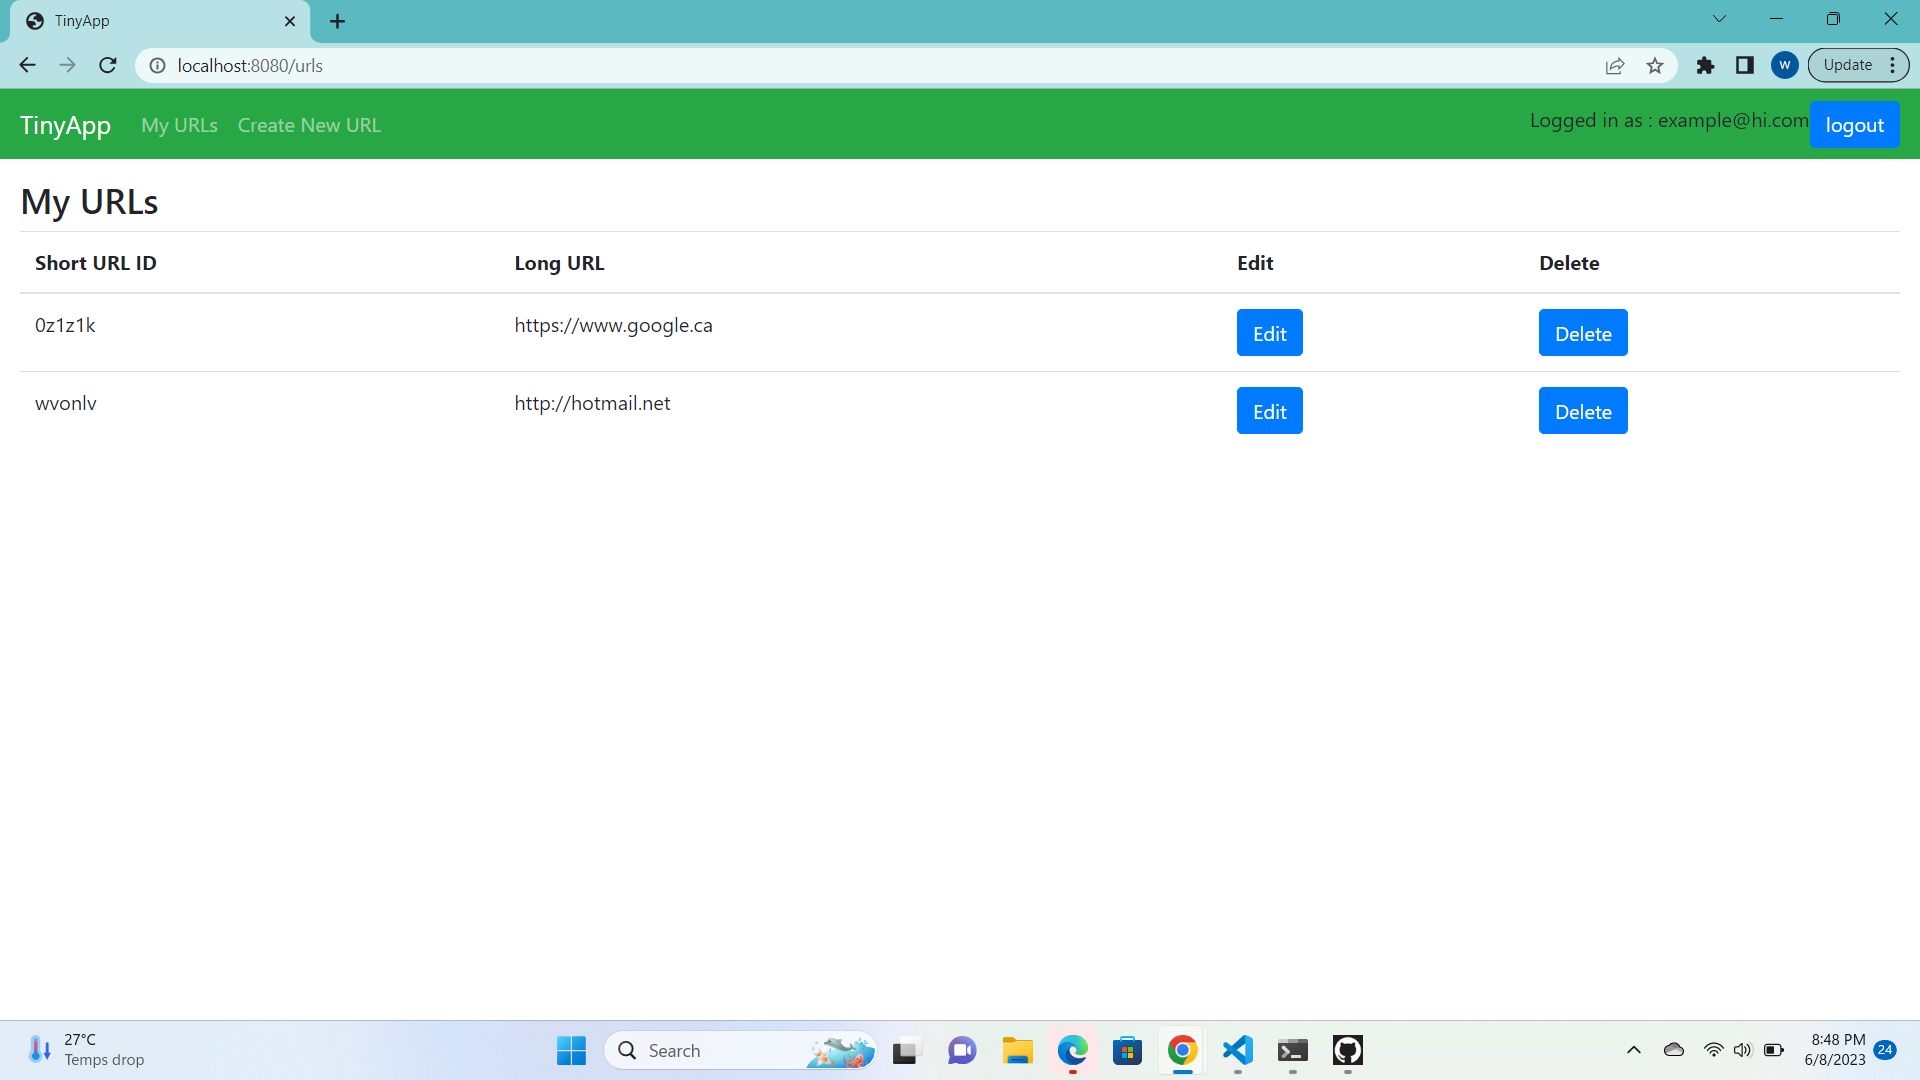 TinyApp
localhost:8080/urls
W
Update
TinyApp My URLs Create New URL Logged in as : example@hi.com logout
My URLs
Short URL ID Long URL Edit Delete
0z1z1k https://www.google.ca Edit Delete
wvonlv http://hotmail.net Edit Delete
27°C
Temps drop
Search
8:48 PM
6/8/2023
24